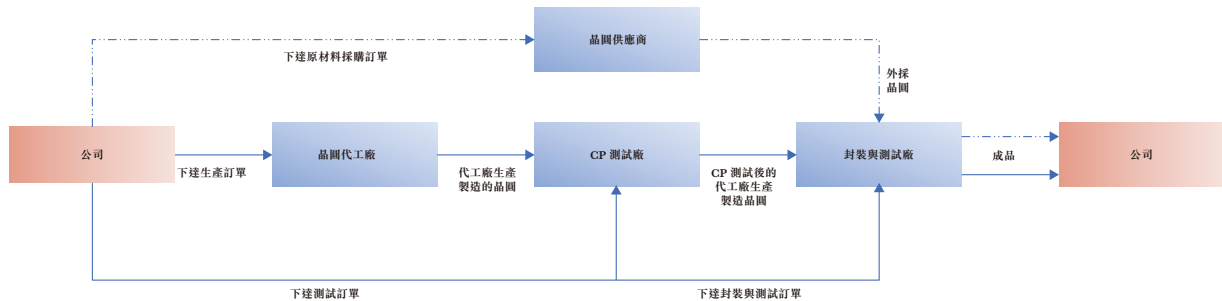 晶圓供應商
下達原材料採購訂單
外採
晶圓
公司
下達生產訂單
晶圓代工廠
代工廠生產
製造的晶圓
CP 測試廠
CP 測試後的
代工廠生產
製造晶圓
封裝與測試廠
成品
公司
下達測試訂單
下達封裝與測試訂單